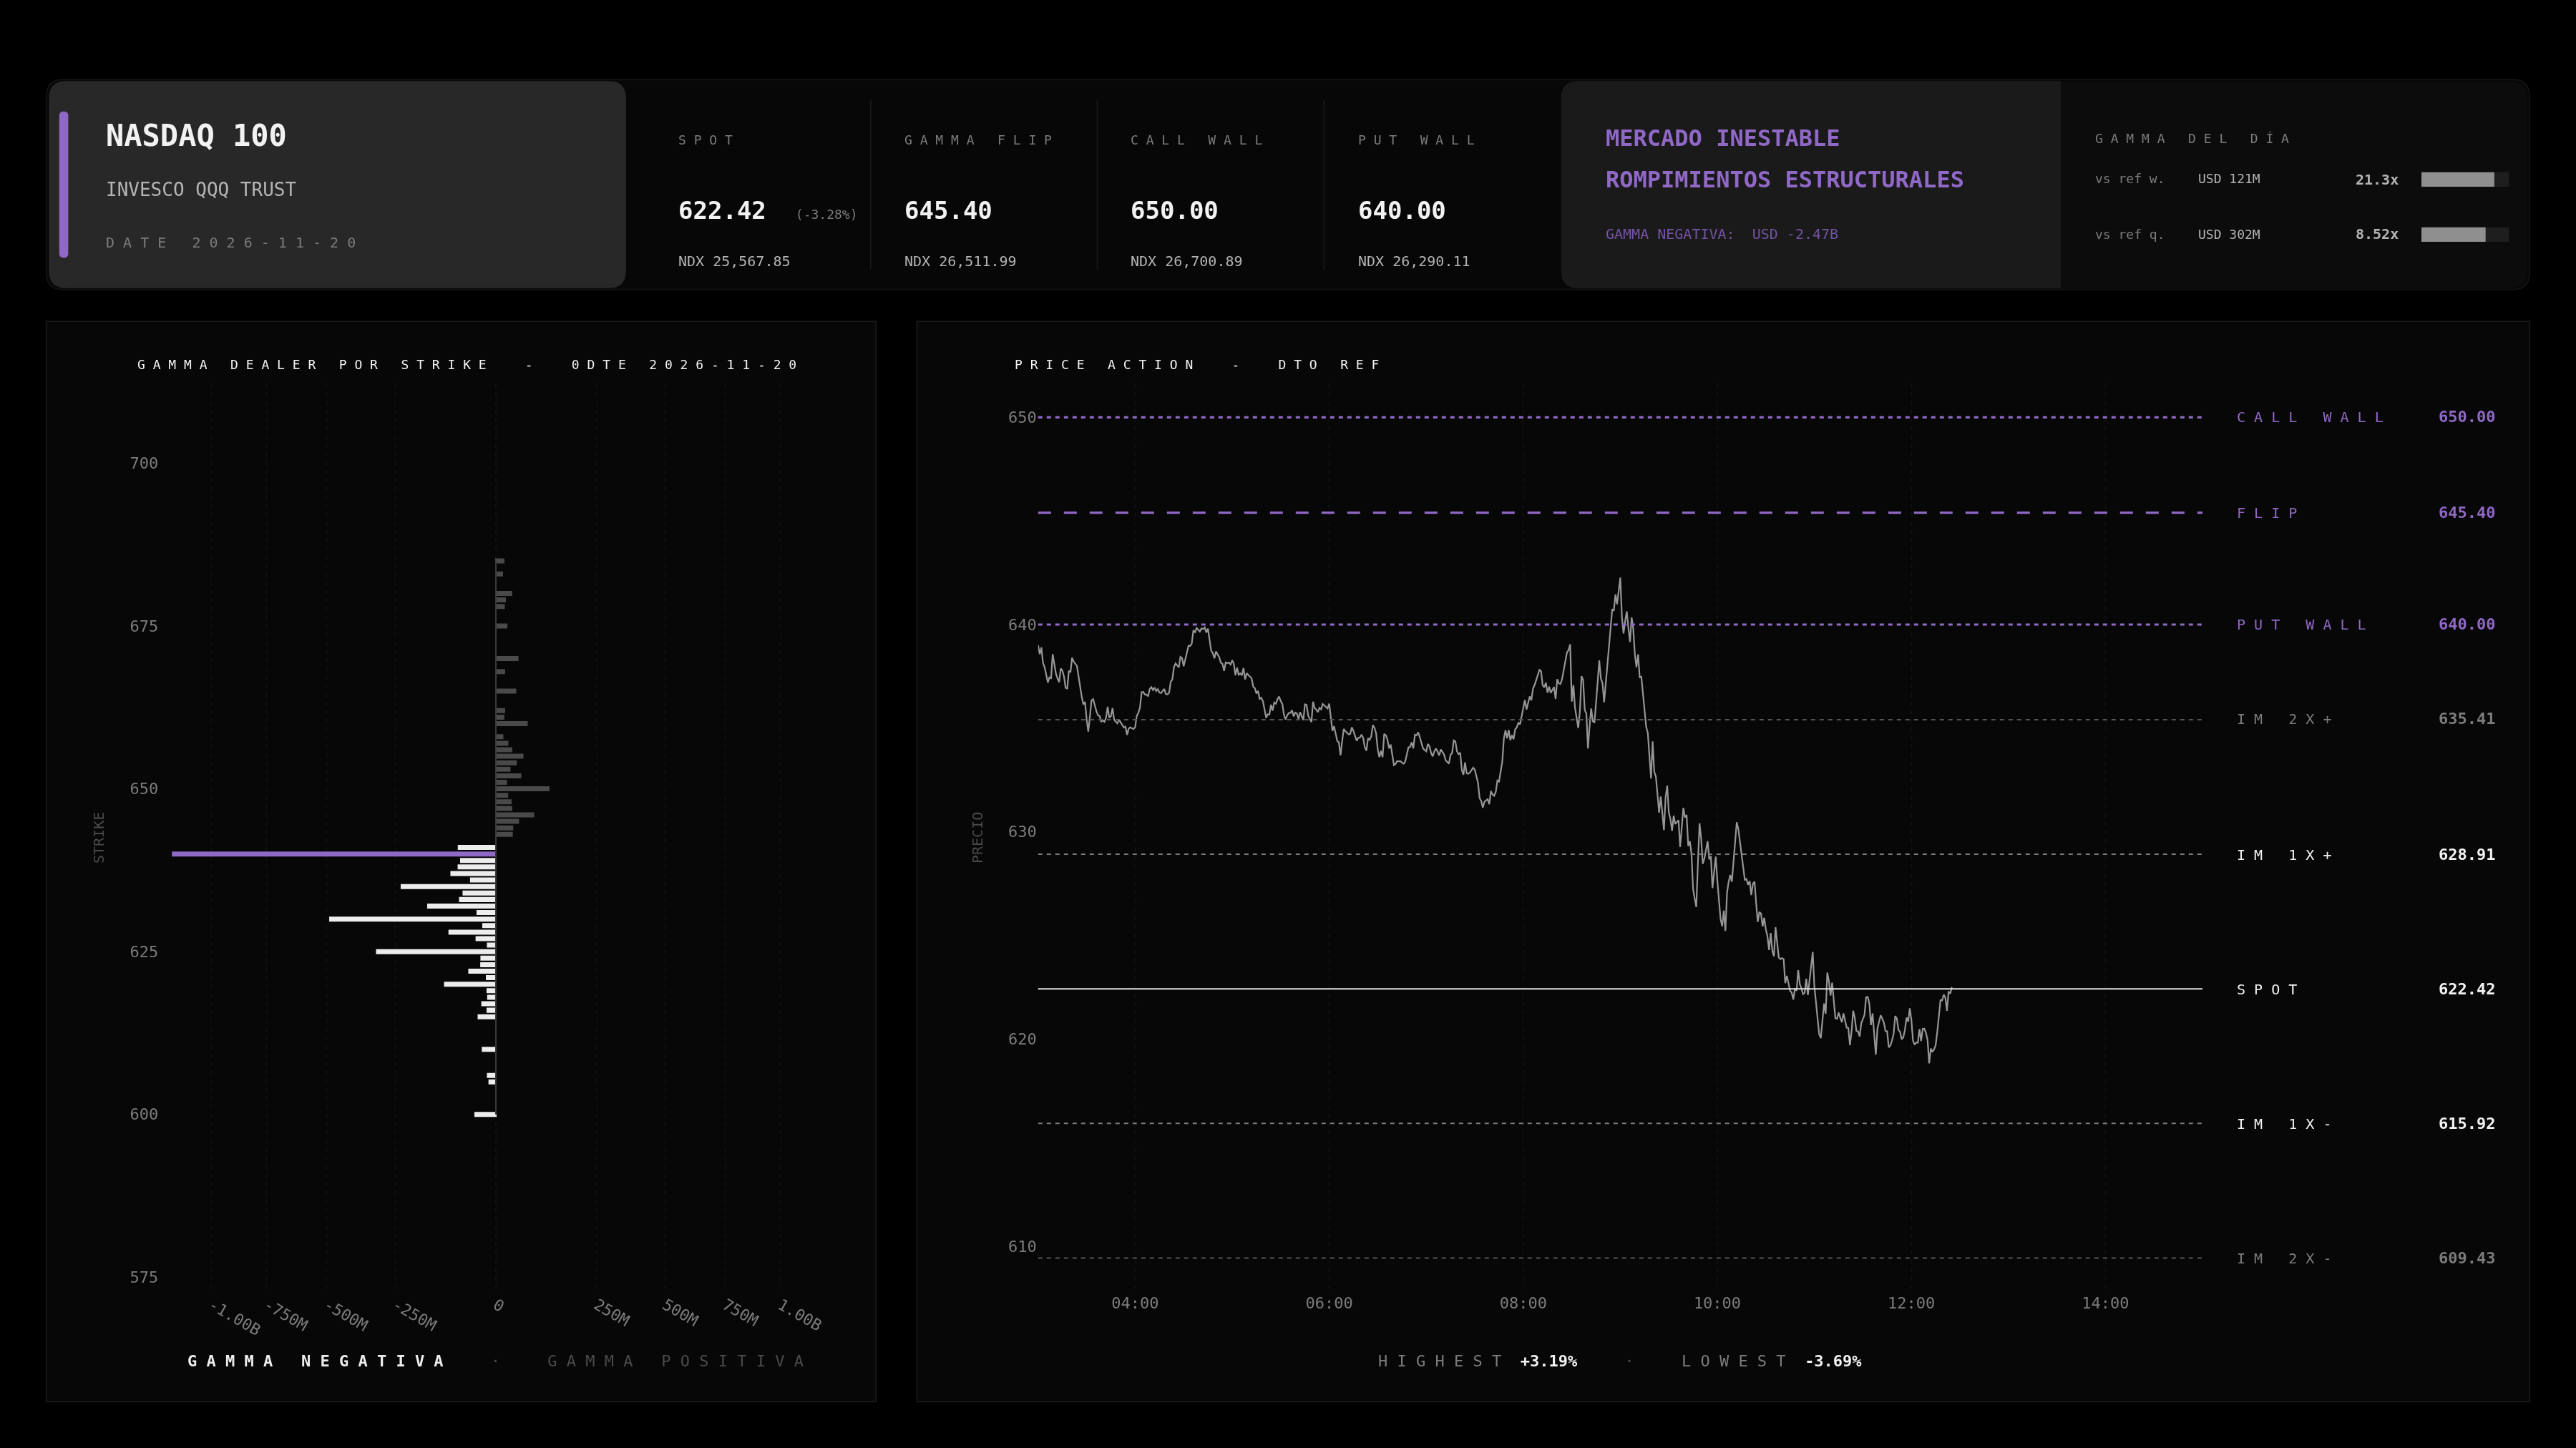 NASDAQ 100
INVESCO QQQ TRUST
DATE 2026-11-20
SPOT
622.42 (-3.28%)
NDX 25,567.85
GAMMA FLIP
645.40
NDX 26,511.99
CALL WALL
650.00
NDX 26,700.89
PUT WALL
640.00
NDX 26,290.11
MERCADO INESTABLE
ROMPIMIENTOS ESTRUCTURALES
GAMMA NEGATIVA: USD -2.47B
GAMMA DEL DÍA
vs ref w. USD 121M 21.3x
vs ref q. USD 302M 8.52x
GAMMA DEALER POR STRIKE - 0DTE 2026-11-20
STRIKE
700
675
650
625
600
575
-1.00B -750M -500M -250M 0 250M 500M 750M 1.00B
GAMMA NEGATIVA · GAMMA POSITIVA
PRICE ACTION - DTO REF
PRECIO
650
640
630
620
610
04:00 06:00 08:00 10:00 12:00 14:00
CALL WALL 650.00
FLIP 645.40
PUT WALL 640.00
IM 2X+ 635.41
IM 1X+ 628.91
SPOT 622.42
IM 1X- 615.92
IM 2X- 609.43
HIGHEST +3.19% · LOWEST -3.69%